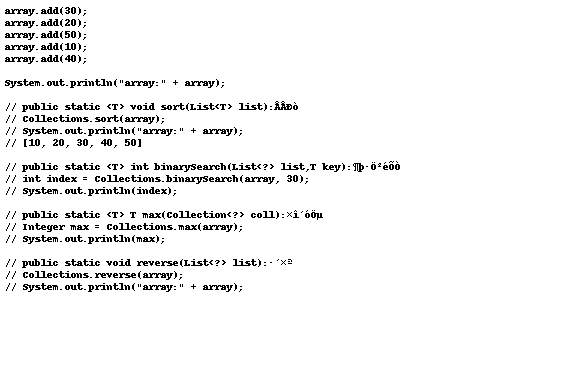 array.add(30);
array.add(20);
array.add(50);
array.add(10);
array.add(40);
System.out.println("array:" + array);
// public static <T> void sort(List<T> list):ÅÅÐò
// Collections.sort(array);
// System.out.println("array:" + array);
// [10, 20, 30, 40, 50]
// public static <T> int binarySearch(List<?> list,T key):¶þ·Ö²éÕÒ
// int index = Collections.binarySearch(array, 30);
// System.out.println(index);
// public static <T> T max(Collection<?> coll):×î´óÖµ
// Integer max = Collections.max(array);
// System.out.println(max);
// public static void reverse(List<?> list):·´×ª
// Collections.reverse(array);
// System.out.println("array:" + array);